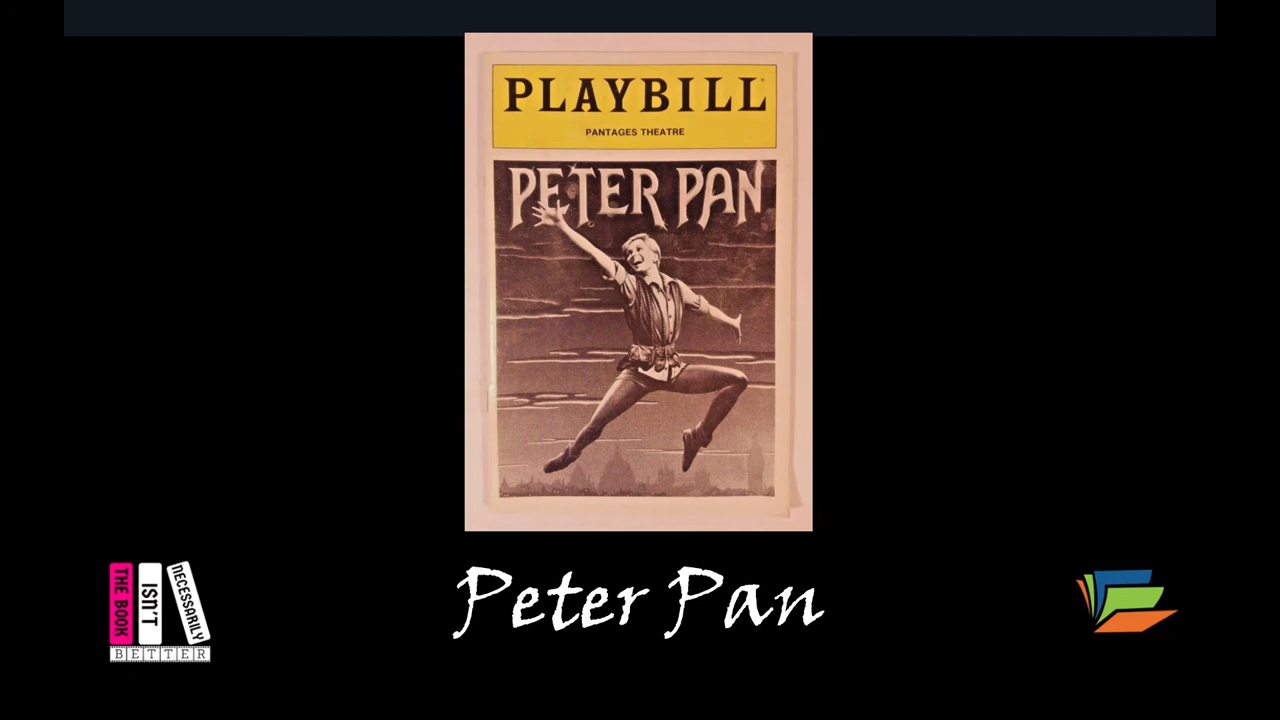 PLAYBILL
PANTAGES THEATRE
PETER PAN
Peter Pan
THE BOOK
ISN'T
NECESSARILY
BETTER